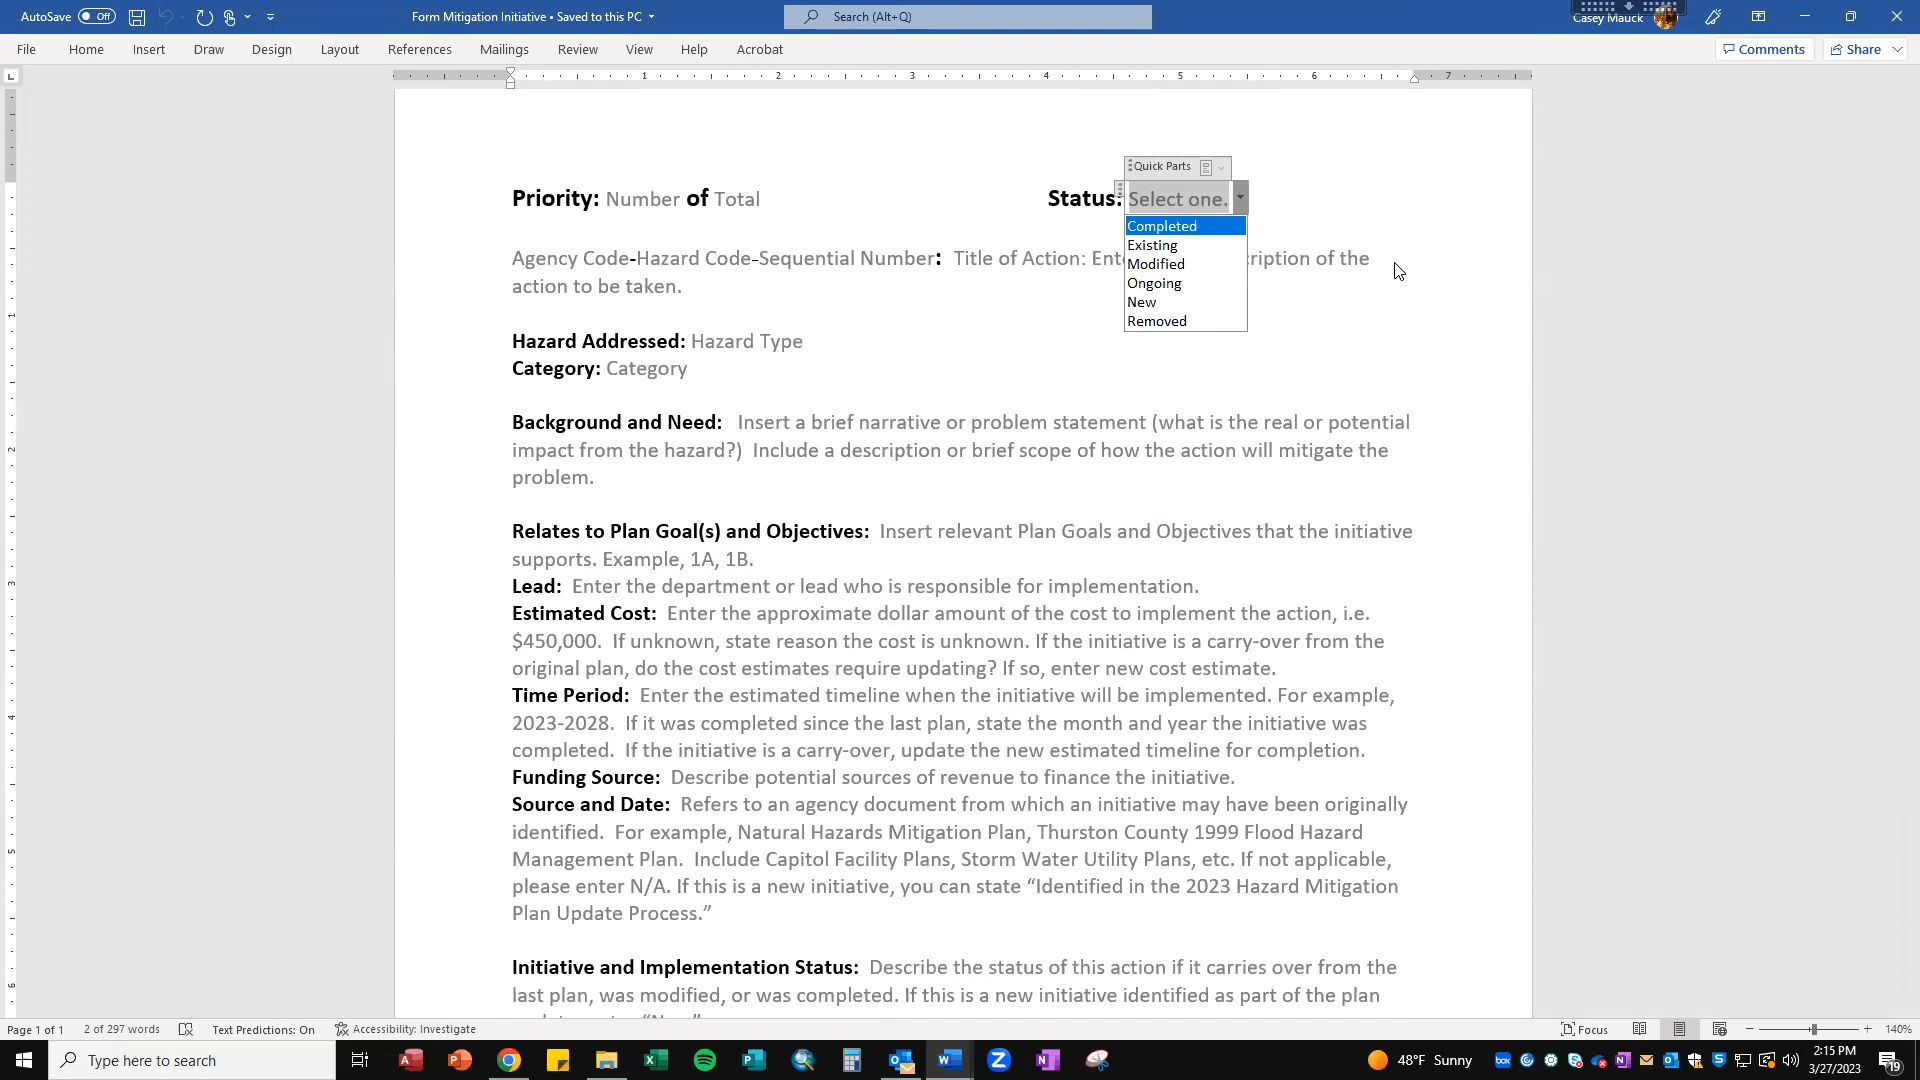 AutoSave Off
Form Mitigation Initiative • Saved to this PC
Search (Alt+Q)
Casey Mauck
File Home Insert Draw Design Layout References Mailings Review View Help Acrobat
Comments Share
1 2 3 4 5 6 7
Quick Parts
Priority: Number of Total Status: Select one.
Completed
Existing
Modified
Ongoing
New
Removed
Agency Code-Hazard Code-Sequential Number: Title of Action: Ent cription of the
action to be taken.
Hazard Addressed: Hazard Type
Category: Category
Background and Need: Insert a brief narrative or problem statement (what is the real or potential
impact from the hazard?) Include a description or brief scope of how the action will mitigate the
problem.
Relates to Plan Goal(s) and Objectives: Insert relevant Plan Goals and Objectives that the initiative
supports. Example, 1A, 1B.
Lead: Enter the department or lead who is responsible for implementation.
Estimated Cost: Enter the approximate dollar amount of the cost to implement the action, i.e.
$450,000. If unknown, state reason the cost is unknown. If the initiative is a carry-over from the
original plan, do the cost estimates require updating? If so, enter new cost estimate.
Time Period: Enter the estimated timeline when the initiative will be implemented. For example,
2023-2028. If it was completed since the last plan, state the month and year the initiative was
completed. If the initiative is a carry-over, update the new estimated timeline for completion.
Funding Source: Describe potential sources of revenue to finance the initiative.
Source and Date: Refers to an agency document from which an initiative may have been originally
identified. For example, Natural Hazards Mitigation Plan, Thurston County 1999 Flood Hazard
Management Plan. Include Capitol Facility Plans, Storm Water Utility Plans, etc. If not applicable,
please enter N/A. If this is a new initiative, you can state “Identified in the 2023 Hazard Mitigation
Plan Update Process.”
Initiative and Implementation Status: Describe the status of this action if it carries over from the
last plan, was modified, or was completed. If this is a new initiative identified as part of the plan
Page 1 of 1 2 of 297 words Text Predictions: On Accessibility: Investigate
Focus 140%
Type here to search
48°F Sunny
2:15 PM
3/27/2023
19